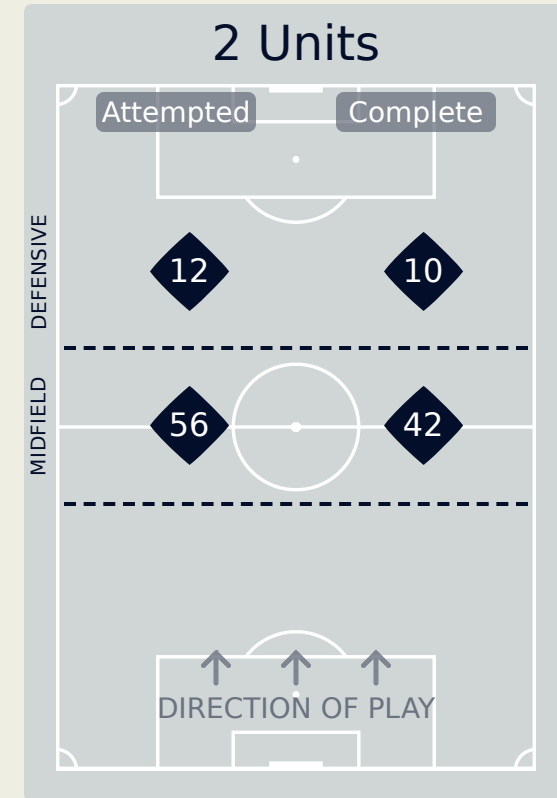 2 Units
Attempted Complete
DEFENSIVE
12 10
MIDFIELD
56 42
DIRECTION OF PLAY